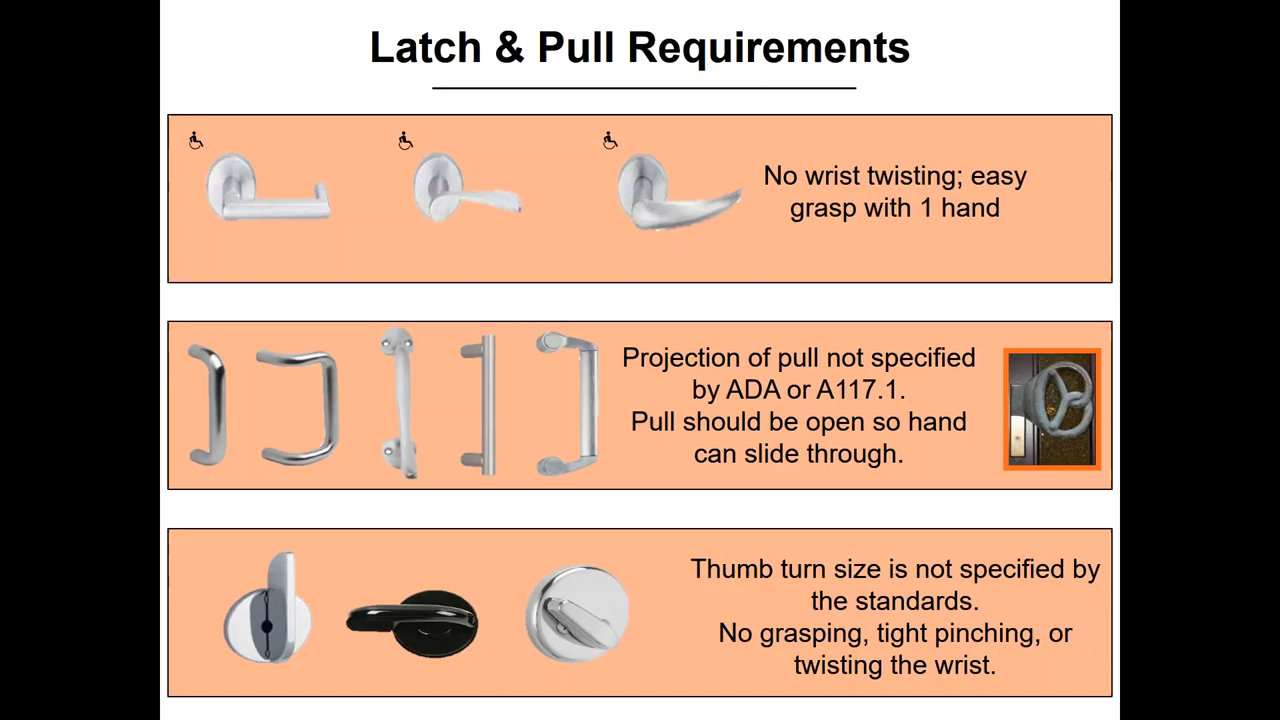 Latch & Pull Requirements
No wrist twisting; easy
grasp with 1 hand
Projection of pull not specified
by ADA or A117.1.
Pull should be open so hand
can slide through.
Thumb turn size is not specified by
the standards.
No grasping, tight pinching, or
twisting the wrist.